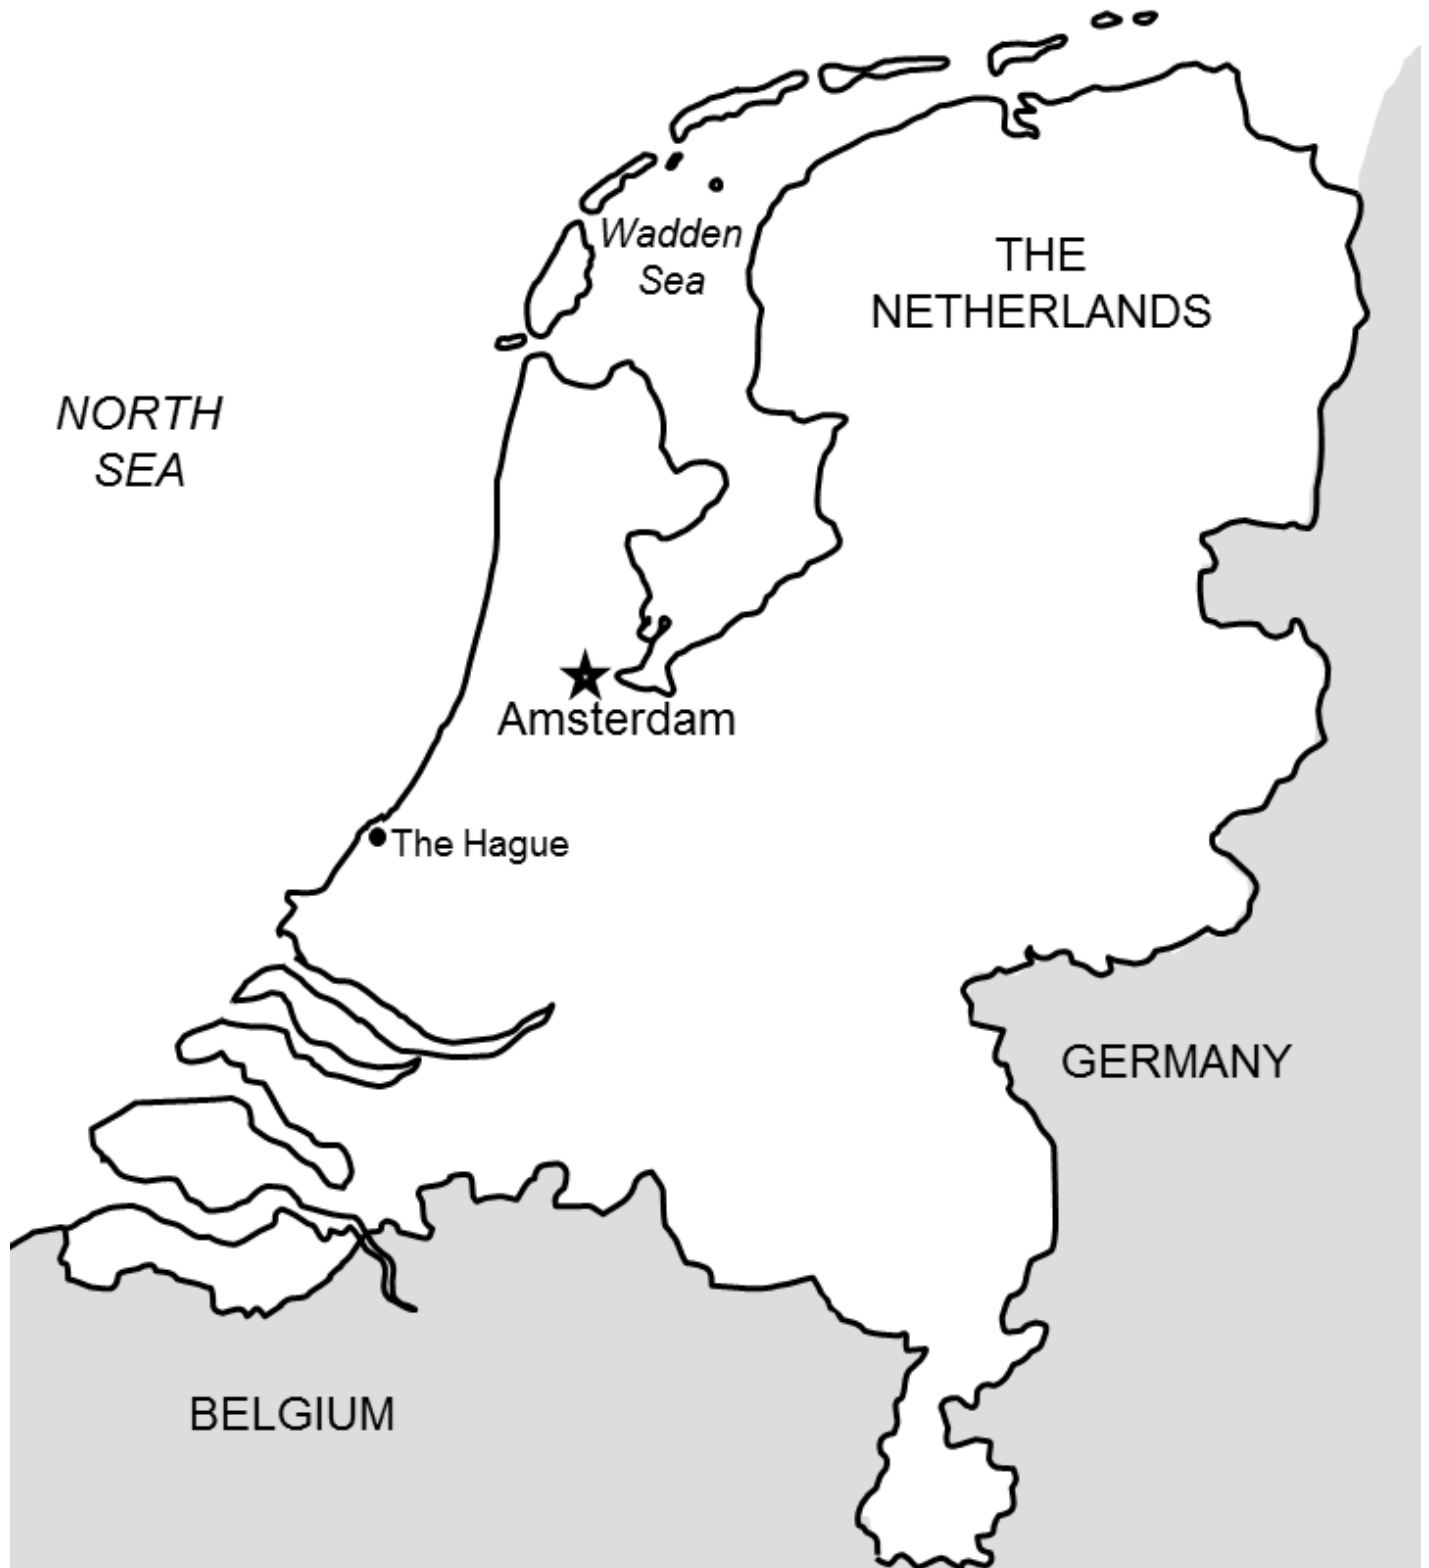 Wadden
Sea
THE
NETHERLANDS
NORTH
SEA
Amsterdam
The Hague
GERMANY
BELGIUM